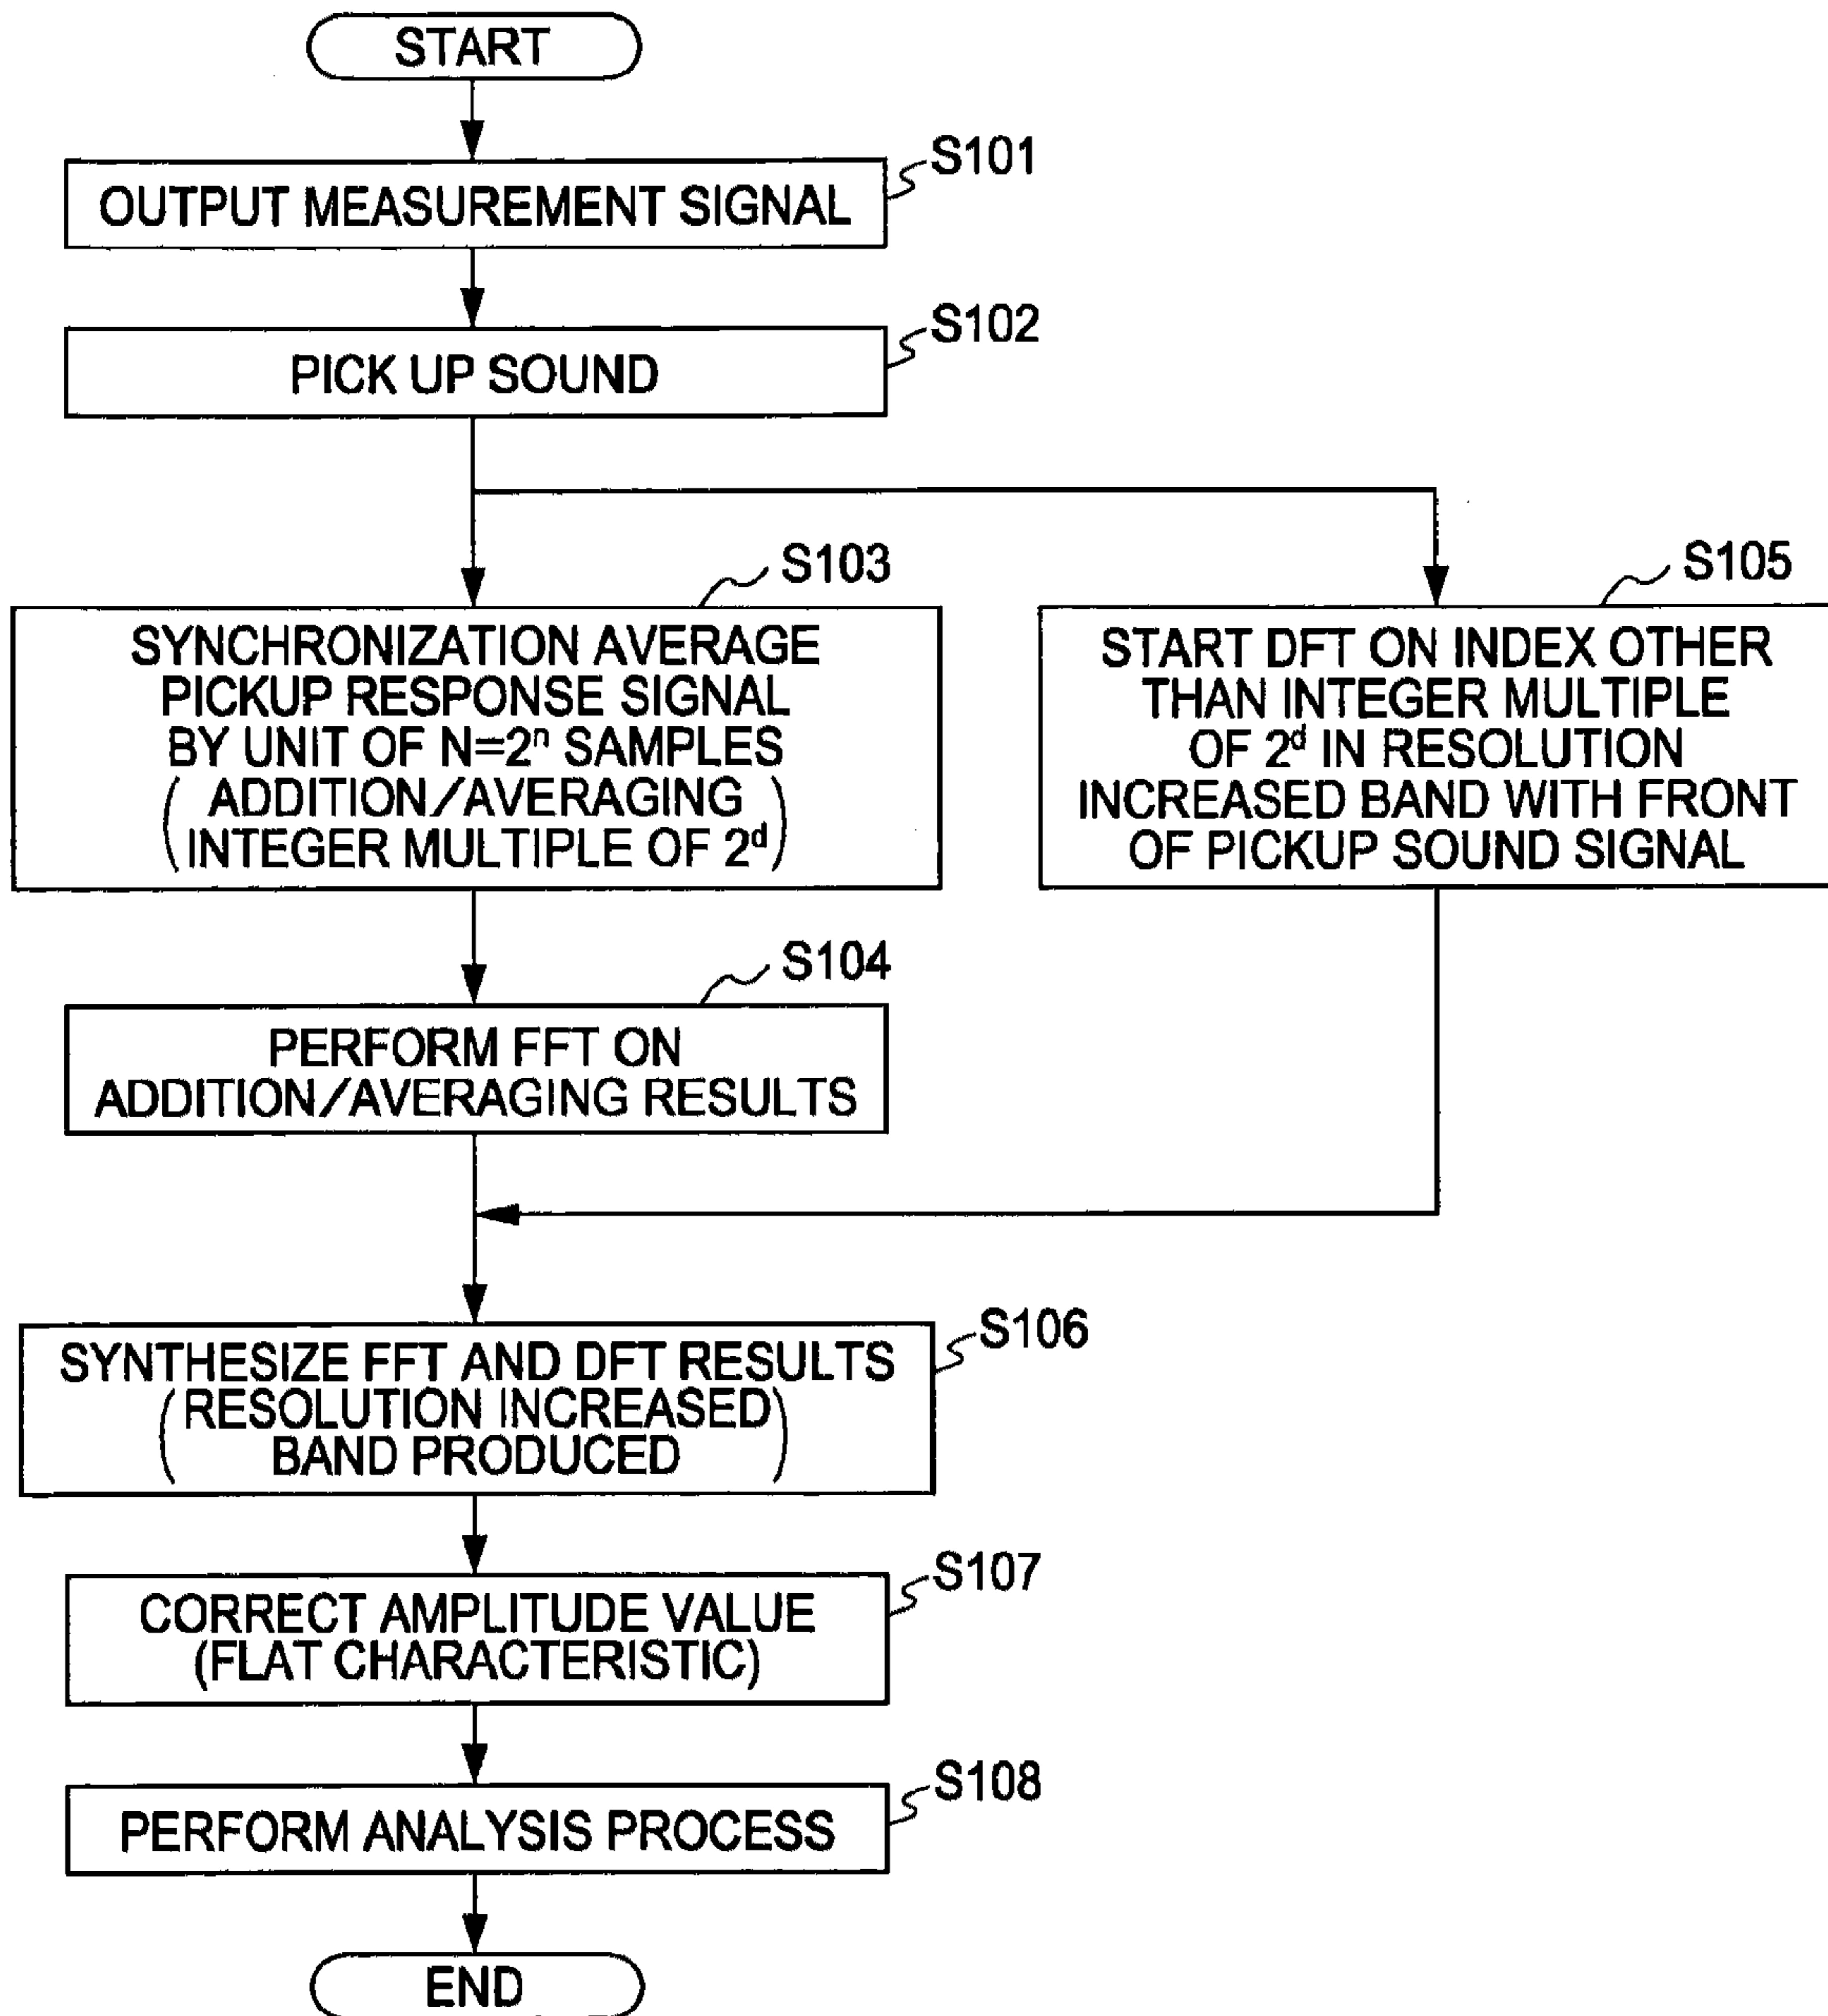 START
S101
OUTPUT MEASUREMENT SIGNAL
S102
PICK UP SOUND
S103
SYNCHRONIZATION AVERAGE
PICKUP RESPONSE SIGNAL
BY UNIT OF N=2ⁿ SAMPLES
( ADDITION/AVERAGING
INTEGER MULTIPLE OF 2ᵈ )
S105
START DFT ON INDEX OTHER
THAN INTEGER MULTIPLE
OF 2ᵈ IN RESOLUTION
INCREASED BAND WITH FRONT
OF PICKUP SOUND SIGNAL
S104
PERFORM FFT ON
ADDITION/AVERAGING RESULTS
S106
SYNTHESIZE FFT AND DFT RESULTS
( RESOLUTION INCREASED
BAND PRODUCED )
S107
CORRECT AMPLITUDE VALUE
(FLAT CHARACTERISTIC)
S108
PERFORM ANALYSIS PROCESS
END